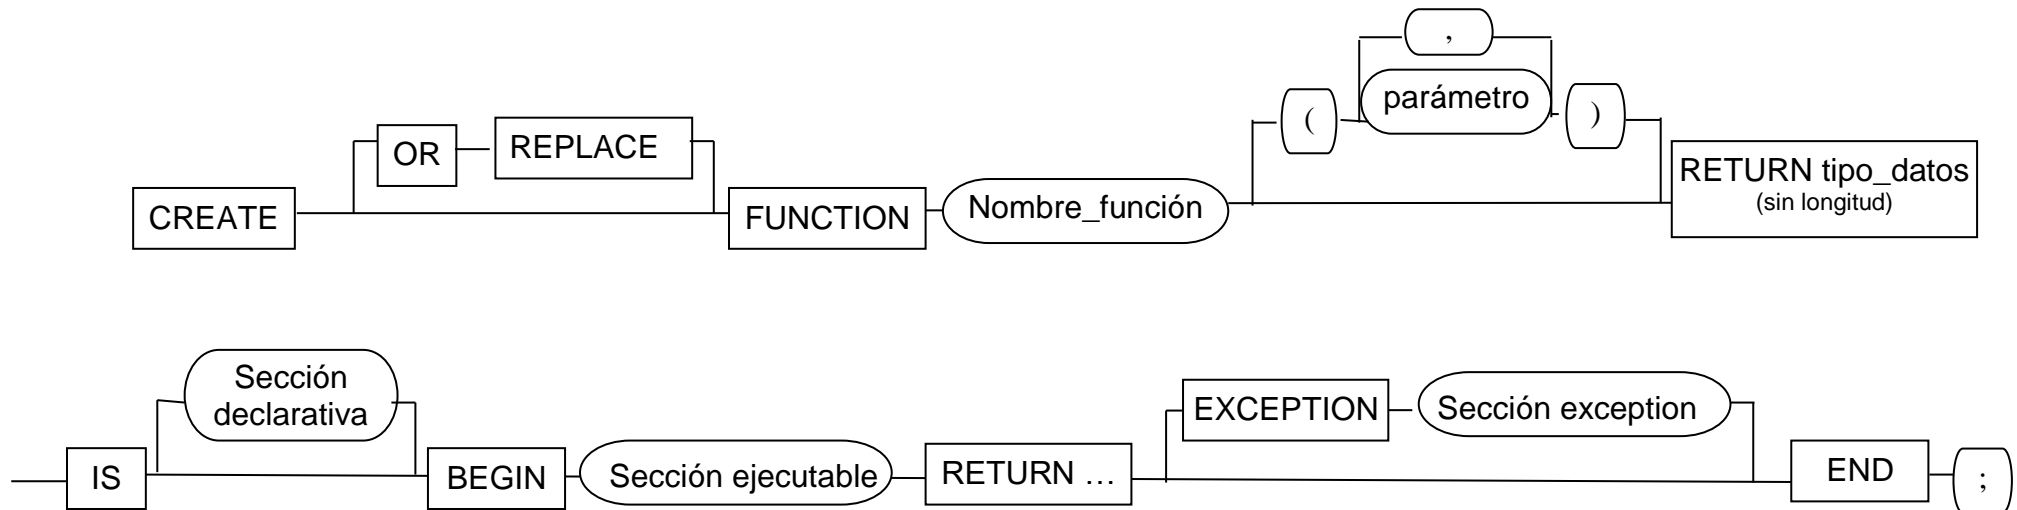 ,
( parámetro )
OR REPLACE
CREATE FUNCTION Nombre_función RETURN tipo_datos
(sin longitud)
Sección
declarativa
EXCEPTION Sección exception
IS BEGIN Sección ejecutable RETURN … END ;